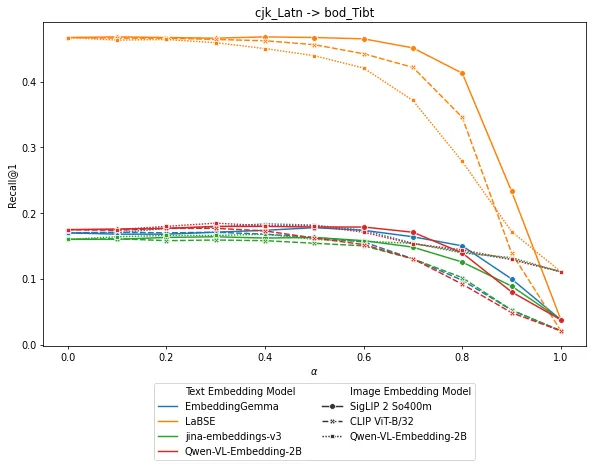 cjk_Latn -> bod_Tibt
Recall@1
0.4
0.3
0.2
0.1
0.0
0.0 0.2 0.4 0.6 0.8 1.0
α
Text Embedding Model Image Embedding Model
EmbeddingGemma SigLIP 2 So400m
LaBSE CLIP ViT-B/32
jina-embeddings-v3 Qwen-VL-Embedding-2B
Qwen-VL-Embedding-2B